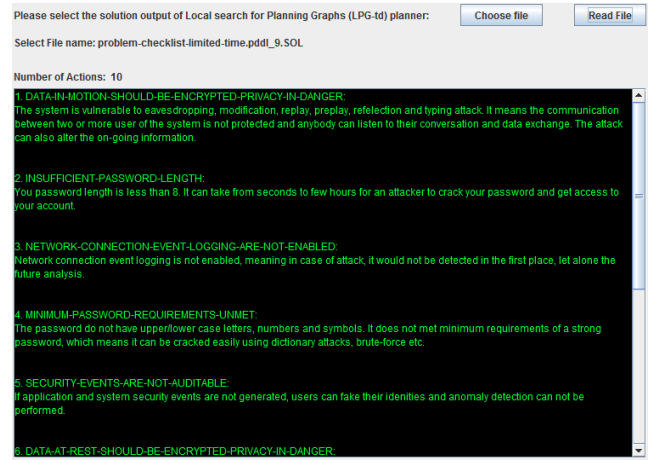 Please select the solution output of Local search for Planning Graphs (LPG-td) planner: Choose file Read File
Select File name: problem-checklist-limited-time.pddl_9.SOL
Number of Actions: 10
1. DATA-IN-MOTION-SHOULD-BE-ENCRYPTED-PRIVACY-IN-DANGER:
The system is vulnerable to eavesdropping, modification, replay, preplay, refelection and typing attack. It means the communication
between two or more user of the system is not protected and anybody can listen to their conversation and data exchange. The attack
can also alter the on-going information.
2. INSUFFICIENT-PASSWORD-LENGTH:
You password length is less than 8. It can take from seconds to few hours for an attacker to crack your password and get access to
your account.
3. NETWORK-CONNECTION-EVENT-LOGGING-ARE-NOT-ENABLED:
Network connection event logging is not enabled, meaning in case of attack, it would not be detected in the first place, let alone the
future analysis.
4. MINIMUM-PASSWORD-REQUIREMENTS-UNMET:
The password do not have upper/lower case letters, numbers and symbols. It does not met minimum requirements of a strong
password, which means it can be cracked easily using dictionary attacks, brute-force etc.
5. SECURITY-EVENTS-ARE-NOT-AUDITABLE:
If application and system security events are not generated, users can fake their idenities and anomaly detection can not be
performed.
6. DATA-AT-REST-SHOULD-BE-ENCRYPTED-PRIVACY-IN-DANGER: